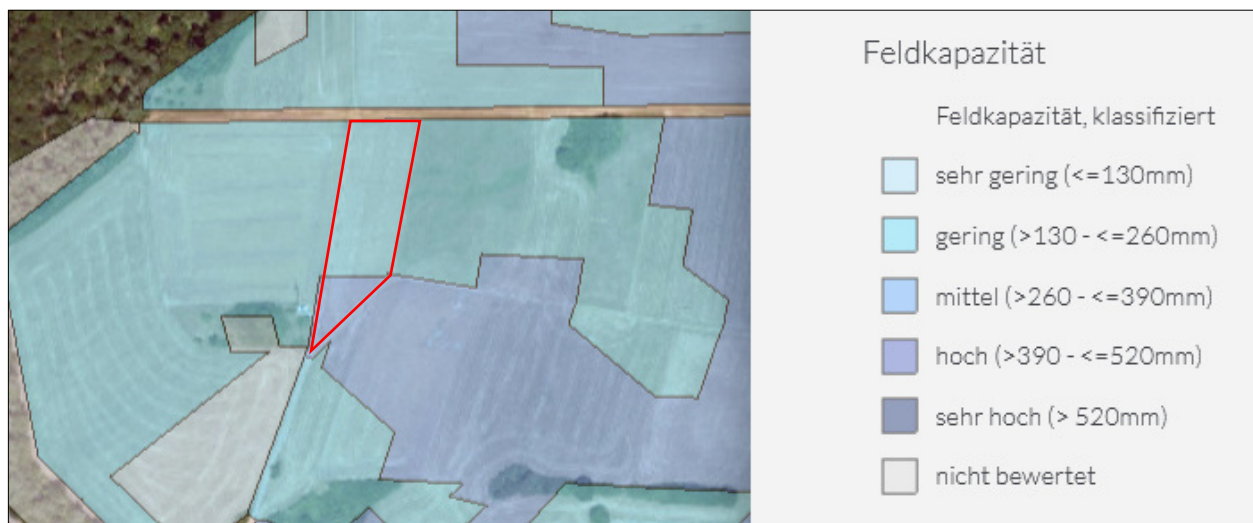 Feldkapazität
Feldkapazität, klassifiziert
sehr gering (<=130mm)
gering (>130 - <=260mm)
mittel (>260 - <=390mm)
hoch (>390 - <=520mm)
sehr hoch (> 520mm)
nicht bewertet